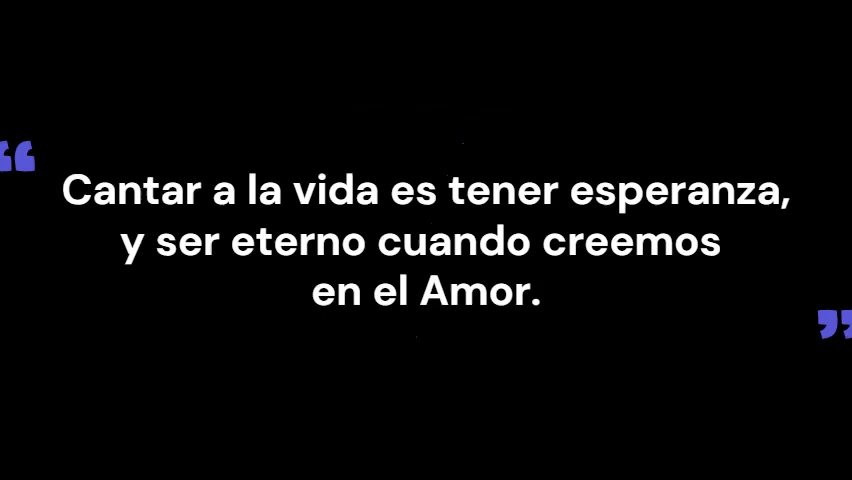 “
Cantar a la vida es tener esperanza,
y ser eterno cuando creemos
en el Amor.
”